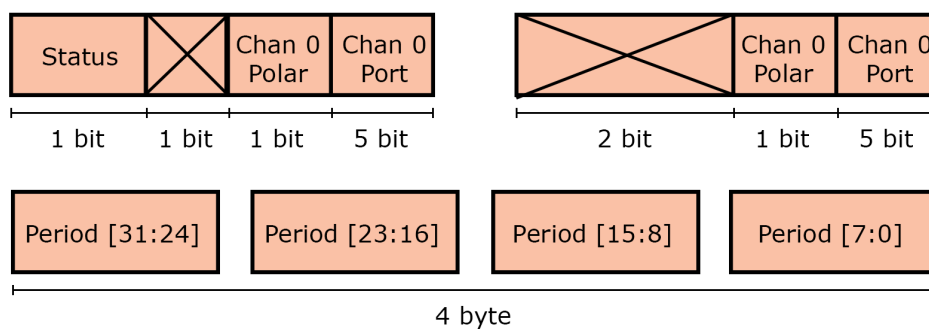 Status
Chan 0 Polar
Chan 0 Port
Chan 0 Polar
Chan 0 Port
1 bit 1 bit 1 bit 5 bit 2 bit 1 bit 5 bit
Period [31:24] Period [23:16] Period [15:8] Period [7:0]
4 byte